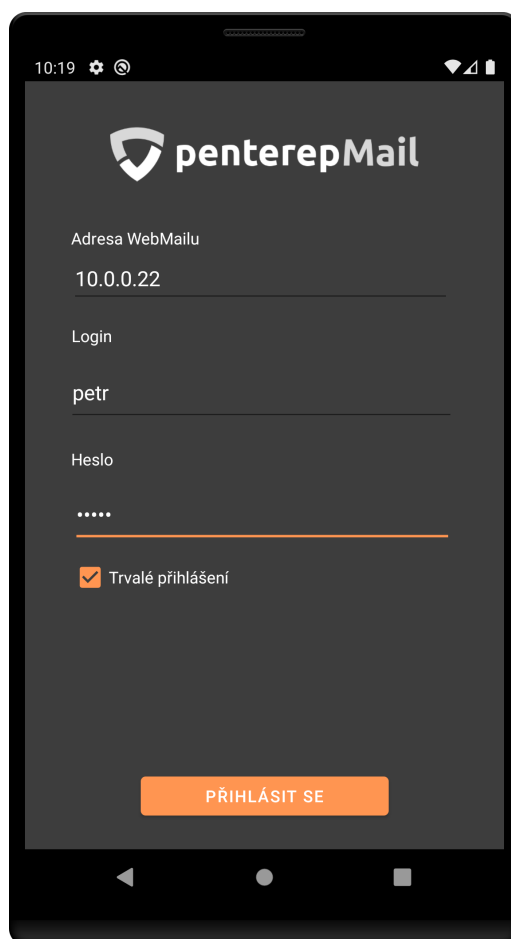 10:19
penterepMail
Adresa WebMailu
10.0.0.22
Login
petr
Heslo
•••••
Trvalé přihlášení
PŘIHLÁSIT SE